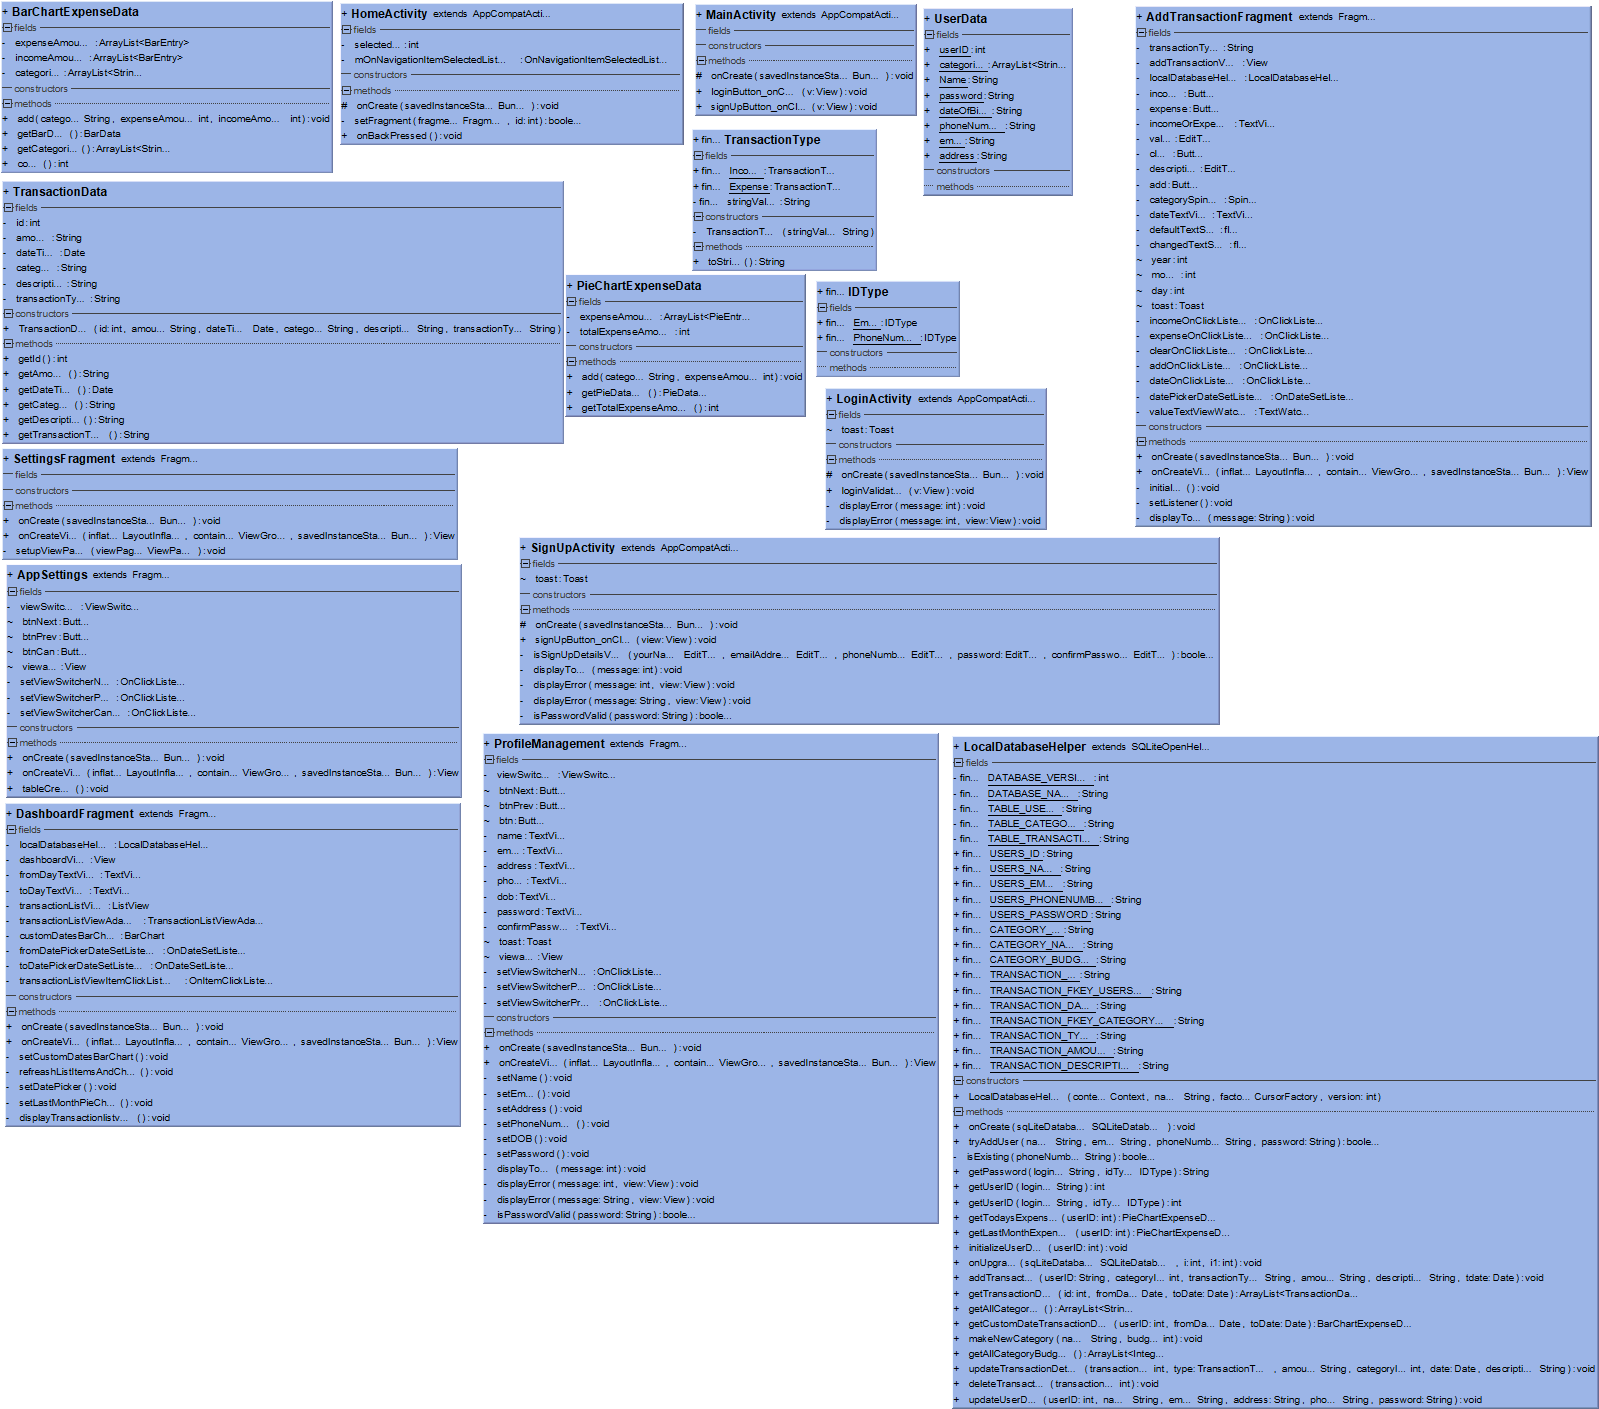 + BarChartExpenseData
fields
- expenseAmou... : ArrayList<BarEntry>
- incomeAmou... : ArrayList<BarEntry>
- categori... : ArrayList<Strin...
constructors
methods
+ add ( catego... String , expenseAmou... int , incomeAmo... int ) : void
+ getBarD... ( ) : BarData
+ getCategori... ( ) : ArrayList<Strin...
+ co... ( ) : int
+ HomeActivity extends AppCompatActi...
fields
- selected... : int
- mOnNavigationItemSelectedList... : OnNavigationItemSelectedList...
constructors
methods
# onCreate ( savedInstanceSta... Bun... ) : void
- setFragment ( fragme... Fragm... , id: int ) : boole...
+ onBackPressed ( ) : void
+ MainActivity extends AppCompatActi...
fields
constructors
methods
# onCreate ( savedInstanceSta... Bun... ) : void
+ loginButton_onC... ( v: View ) : void
+ signUpButton_onCl... ( v: View ) : void
+ UserData
fields
+ userID : int
+ categori... : ArrayList<Strin...
+ Name : String
+ password : String
+ dateOfBi... : String
+ phoneNum... : String
+ em... : String
+ address : String
constructors
methods
+ AddTransactionFragment extends Fragm...
fields
- transactionTy... : String
- addTransactionV... : View
- localDatabaseHel... : LocalDatabaseHel...
- inco... : Butt...
- expense : Butt...
- incomeOrExpe... : TextVi...
- val... : EditT...
- cl... : Butt...
- descripti... : EditT...
- add : Butt...
- categorySpin... : Spin...
- dateTextVi... : TextVi...
- defaultTextS... : fl...
- changedTextS... : fl...
~ year : int
~ mo... : int
~ day : int
~ toast : Toast
- incomeOnClickListe... : OnClickListe...
- expenseOnClickListe... : OnClickListe...
- clearOnClickListe... : OnClickListe...
- addOnClickListe... : OnClickListe...
- dateOnClickListe... : OnClickListe...
- datePickerDateSetListe... : OnDateSetListe...
- valueTextViewWatc... : TextWatc...
constructors
methods
+ onCreate ( savedInstanceSta... Bun... ) : void
+ onCreateVi... ( inflat... LayoutInfla... , contain... ViewGro... , savedInstanceSta... Bun... ) : View
- initial... ( ) : void
- setListener ( ) : void
- displayTo... ( message: String ) : void
+ fin... TransactionType
fields
+ fin... Inco... : TransactionT...
+ fin... Expense : TransactionT...
- fin... stringVal... : String
constructors
- TransactionT... ( stringVal... String )
methods
+ toStri... ( ) : String
+ TransactionData
fields
- id : int
- amo... : String
- dateTi... : Date
- categ... : String
- descripti... : String
- transactionTy... : String
constructors
+ TransactionD... ( id: int , amou... String , dateTi... Date , catego... String , descripti... String , transactionTy... String )
methods
+ getId ( ) : int
+ getAmo... ( ) : String
+ getDateTi... ( ) : Date
+ getCateg... ( ) : String
+ getDescripti... ( ) : String
+ getTransactionT... ( ) : String
+ PieChartExpenseData
fields
- expenseAmou... : ArrayList<PieEntr...
- totalExpenseAmo... : int
constructors
methods
+ add ( catego... String , expenseAmou... int ) : void
+ getPieData... ( ) : PieData...
+ getTotalExpenseAmo... ( ) : int
+ fin... IDType
fields
+ fin... Em... : IDType
+ fin... PhoneNum... : IDType
constructors
methods
+ LoginActivity extends AppCompatActi...
fields
~ toast : Toast
constructors
methods
# onCreate ( savedInstanceSta... Bun... ) : void
+ loginValidat... ( v: View ) : void
- displayError ( message: int ) : void
- displayError ( message: int , view: View ) : void
+ SettingsFragment extends Fragm...
fields
constructors
methods
+ onCreate ( savedInstanceSta... Bun... ) : void
+ onCreateVi... ( inflat... LayoutInfla... , contain... ViewGro... , savedInstanceSta... Bun... ) : View
- setupViewPa... ( viewPag... ViewPa... ) : void
+ SignUpActivity extends AppCompatActi...
fields
~ toast : Toast
constructors
methods
# onCreate ( savedInstanceSta... Bun... ) : void
+ signUpButton_onCl... ( view: View ) : void
- isSignUpDetailsV... ( yourNa... EditT... , emailAddre... EditT... , phoneNumb... EditT... , password: EditT... , confirmPasswo... EditT... ) : boole...
- displayTo... ( message: int ) : void
- displayError ( message: int , view: View ) : void
- displayError ( message: String , view: View ) : void
- isPasswordValid ( password: String ) : boole...
+ AppSettings extends Fragm...
fields
- viewSwitc... : ViewSwitc...
~ btnNext : Butt...
~ btnPrev : Butt...
~ btnCan : Butt...
~ viewa... : View
- setViewSwitcherN... : OnClickListe...
- setViewSwitcherP... : OnClickListe...
- setViewSwitcherCan... : OnClickListe...
constructors
methods
+ onCreate ( savedInstanceSta... Bun... ) : void
+ onCreateVi... ( inflat... LayoutInfla... , contain... ViewGro... , savedInstanceSta... Bun... ) : View
+ tableCre... ( ) : void
+ DashboardFragment extends Fragm...
fields
- localDatabaseHel... : LocalDatabaseHel...
- dashboardVi... : View
- fromDayTextVi... : TextVi...
- toDayTextVi... : TextVi...
- transactionListVi... : ListView
- transactionListViewAda... : TransactionListViewAda...
- customDatesBarCh... : BarChart
- fromDatePickerDateSetListe... : OnDateSetListe...
- toDatePickerDateSetListe... : OnDateSetListe...
- transactionListViewItemClickList... : OnItemClickListe...
constructors
methods
+ onCreate ( savedInstanceSta... Bun... ) : void
+ onCreateVi... ( inflat... LayoutInfla... , contain... ViewGro... , savedInstanceSta... Bun... ) : View
- setCustomDatesBarChart ( ) : void
- refreashListItemsAndCh... ( ) : void
- setDatePicker ( ) : void
- setLastMonthPieCh... ( ) : void
- displayTransactionlistv... ( ) : void
+ ProfileManagement extends Fragm...
fields
- viewSwitc... : ViewSwitc...
~ btnNext : Butt...
~ btnPrev : Butt...
~ btn : Butt...
- name : TextVi...
- em... : TextVi...
- address : TextVi...
- pho... : TextVi...
- dob : TextVi...
- password : TextVi...
- confirmPassw... : TextVi...
~ toast : Toast
~ viewa... : View
- setViewSwitcherN... : OnClickListe...
- setViewSwitcherP... : OnClickListe...
- setViewSwitcherPr... : OnClickListe...
constructors
methods
+ onCreate ( savedInstanceSta... Bun... ) : void
+ onCreateVi... ( inflat... LayoutInfla... , contain... ViewGro... , savedInstanceSta... Bun... ) : View
- setName ( ) : void
- setEm... ( ) : void
- setAddress ( ) : void
- setPhoneNum... ( ) : void
- setDOB ( ) : void
- setPassword ( ) : void
- displayTo... ( message: int ) : void
- displayError ( message: int , view: View ) : void
- displayError ( message: String , view: View ) : void
- isPasswordValid ( password: String ) : boole...
+ LocalDatabaseHelper extends SQLiteOpenHel...
fields
- fin... DATABASE_VERSI... : int
- fin... DATABASE_NA... : String
- fin... TABLE_USE... : String
- fin... TABLE_CATEGO... : String
- fin... TABLE_TRANSACTI... : String
+ fin... USERS_ID : String
+ fin... USERS_NA... : String
+ fin... USERS_EM... : String
+ fin... USERS_PHONENUMB... : String
+ fin... USERS_PASSWORD : String
+ fin... CATEGORY_... : String
+ fin... CATEGORY_NA... : String
+ fin... CATEGORY_BUDG... : String
+ fin... TRANSACTION_... : String
+ fin... TRANSACTION_FKEY_USERS... : String
+ fin... TRANSACTION_DA... : String
+ fin... TRANSACTION_FKEY_CATEGORY... : String
+ fin... TRANSACTION_TY... : String
+ fin... TRANSACTION_AMOU... : String
+ fin... TRANSACTION_DESCRIPTI... : String
constructors
+ LocalDatabaseHel... ( conte... Context , na... String , facto... CursorFactory , version: int )
methods
+ onCreate ( sqLiteDataba... SQLiteDatab... ) : void
+ tryAddUser ( na... String , em... String , phoneNumb... String , password: String ) : boole...
- isExisting ( phoneNumb... String ) : boole...
+ getPassword ( login... String , idTy... IDType ) : String
+ getUserID ( login... String ) : int
+ getUserID ( login... String , idTy... IDType ) : int
+ getTodaysExpens... ( userID: int ) : PieChartExpenseD...
+ getLastMonthExpen... ( userID: int ) : PieChartExpenseD...
+ initializeUserD... ( userID: int ) : void
+ onUpgra... ( sqLiteDataba... SQLiteDatab... , i: int , i1: int ) : void
+ addTransact... ( userID: String , categoryI... int , transactionTy... String , amou... String , descripti... String , tdate: Date ) : void
+ getTransactionD... ( id: int , fromDa... Date , toDate: Date ) : ArrayList<TransactionDa...
+ getAllCategor... ( ) : ArrayList<Strin...
+ getCustomDateTransactionD... ( userID: int , fromDa... Date , toDate: Date ) : BarChartExpenseD...
+ makeNewCategory ( na... String , budg... int ) : void
+ getAllCategoryBudg... ( ) : ArrayList<Integ...
+ updateTransactionDet... ( transaction... int , type: TransactionT... , amou... String , categoryI... int , date: Date , descripti... String ) : void
+ deleteTransact... ( transaction... int ) : void
+ updateUserD... ( userID: int , na... String , em... String , address: String , pho... String , password: String ) : void